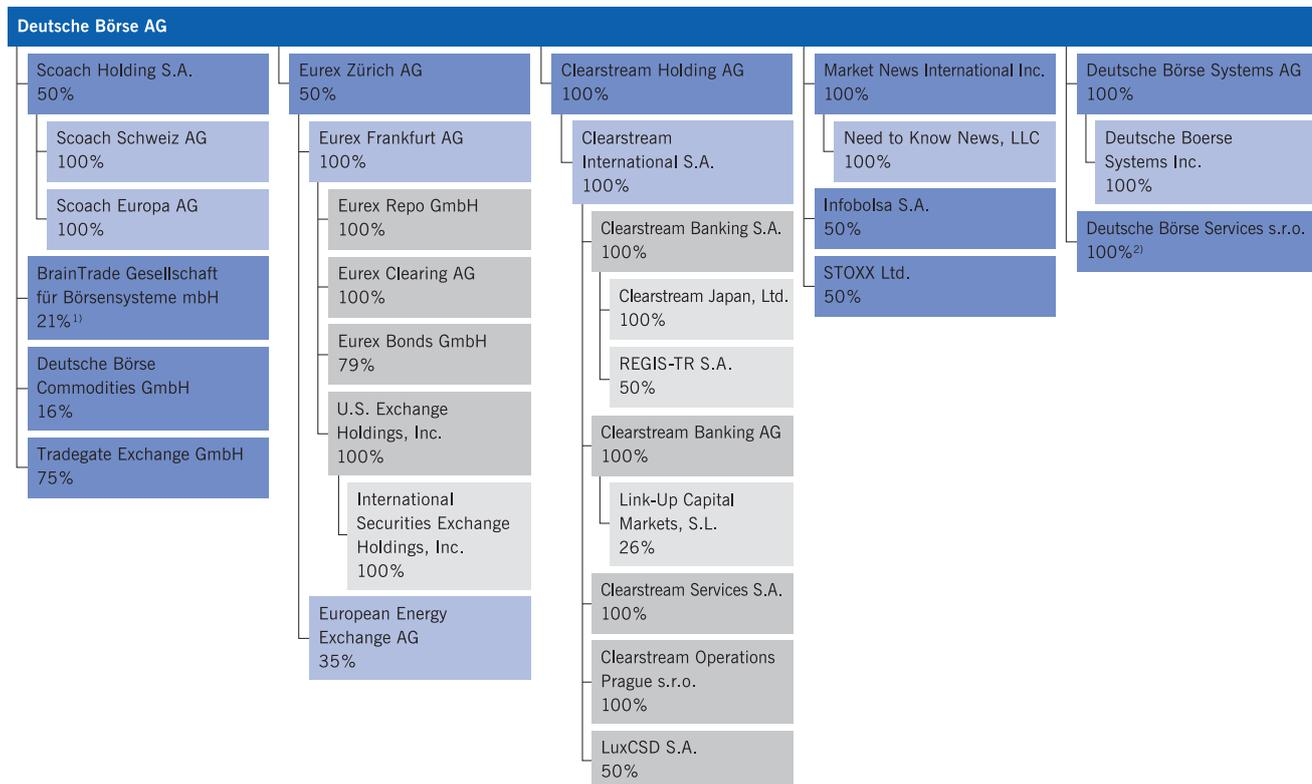 Deutsche Börse AG
Scoach Holding S.A.
50%
Scoach Schweiz AG
100%
Scoach Europa AG
100%
BrainTrade Gesellschaft
für Börsensysteme mbH
21%1)
Deutsche Börse
Commodities GmbH
16%
Tradegate Exchange GmbH
75%
Eurex Zürich AG
50%
Eurex Frankfurt AG
100%
Eurex Repo GmbH
100%
Eurex Clearing AG
100%
Eurex Bonds GmbH
79%
U.S. Exchange
Holdings, Inc.
100%
International
Securities Exchange
Holdings, Inc.
100%
European Energy
Exchange AG
35%
Clearstream Holding AG
100%
Clearstream
International S.A.
100%
Clearstream Banking S.A.
100%
Clearstream Japan, Ltd.
100%
REGIS-TR S.A.
50%
Clearstream Banking AG
100%
Link-Up Capital
Markets, S.L.
26%
Clearstream Services S.A.
100%
Clearstream Operations
Prague s.r.o.
100%
LuxCSD S.A.
50%
Market News International Inc.
100%
Need to Know News, LLC
100%
Infobolsa S.A.
50%
STOXX Ltd.
50%
Deutsche Börse Systems AG
100%
Deutsche Boerse
Systems Inc.
100%
Deutsche Börse Services s.r.o.
100%2)